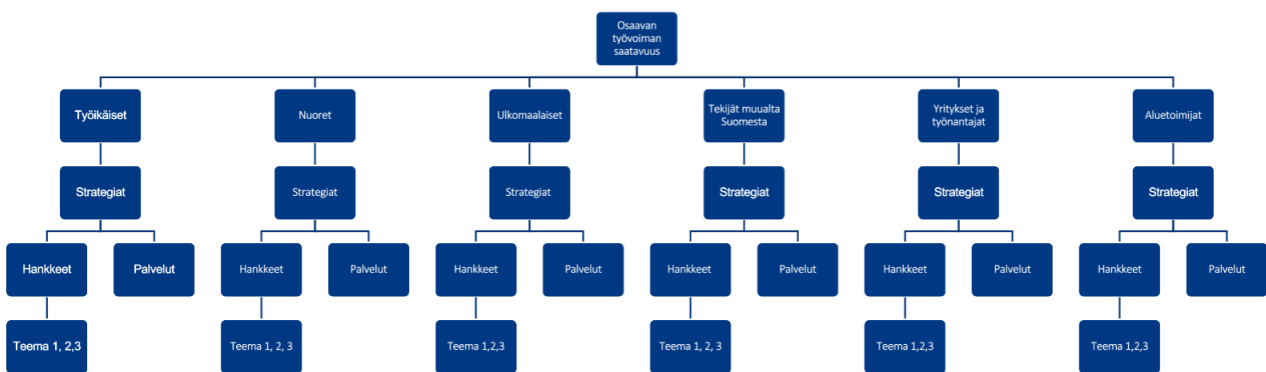 Osaavan
työvoiman
saatavuus
Työikäiset
Nuoret
Ulkomaalaiset
Tekijät muualta
Suomesta
Yritykset ja
työnantajat
Aluetoimijat
Strategiat
Strategiat
Strategiat
Strategiat
Strategiat
Strategiat
Hankkeet
Palvelut
Hankkeet
Palvelut
Hankkeet
Palvelut
Hankkeet
Palvelut
Hankkeet
Palvelut
Hankkeet
Palvelut
Teema 1, 2,3
Teema 1, 2, 3
Teema 1,2,3
Teema 1, 2, 3
Teema 1,2,3
Teema 1,2,3